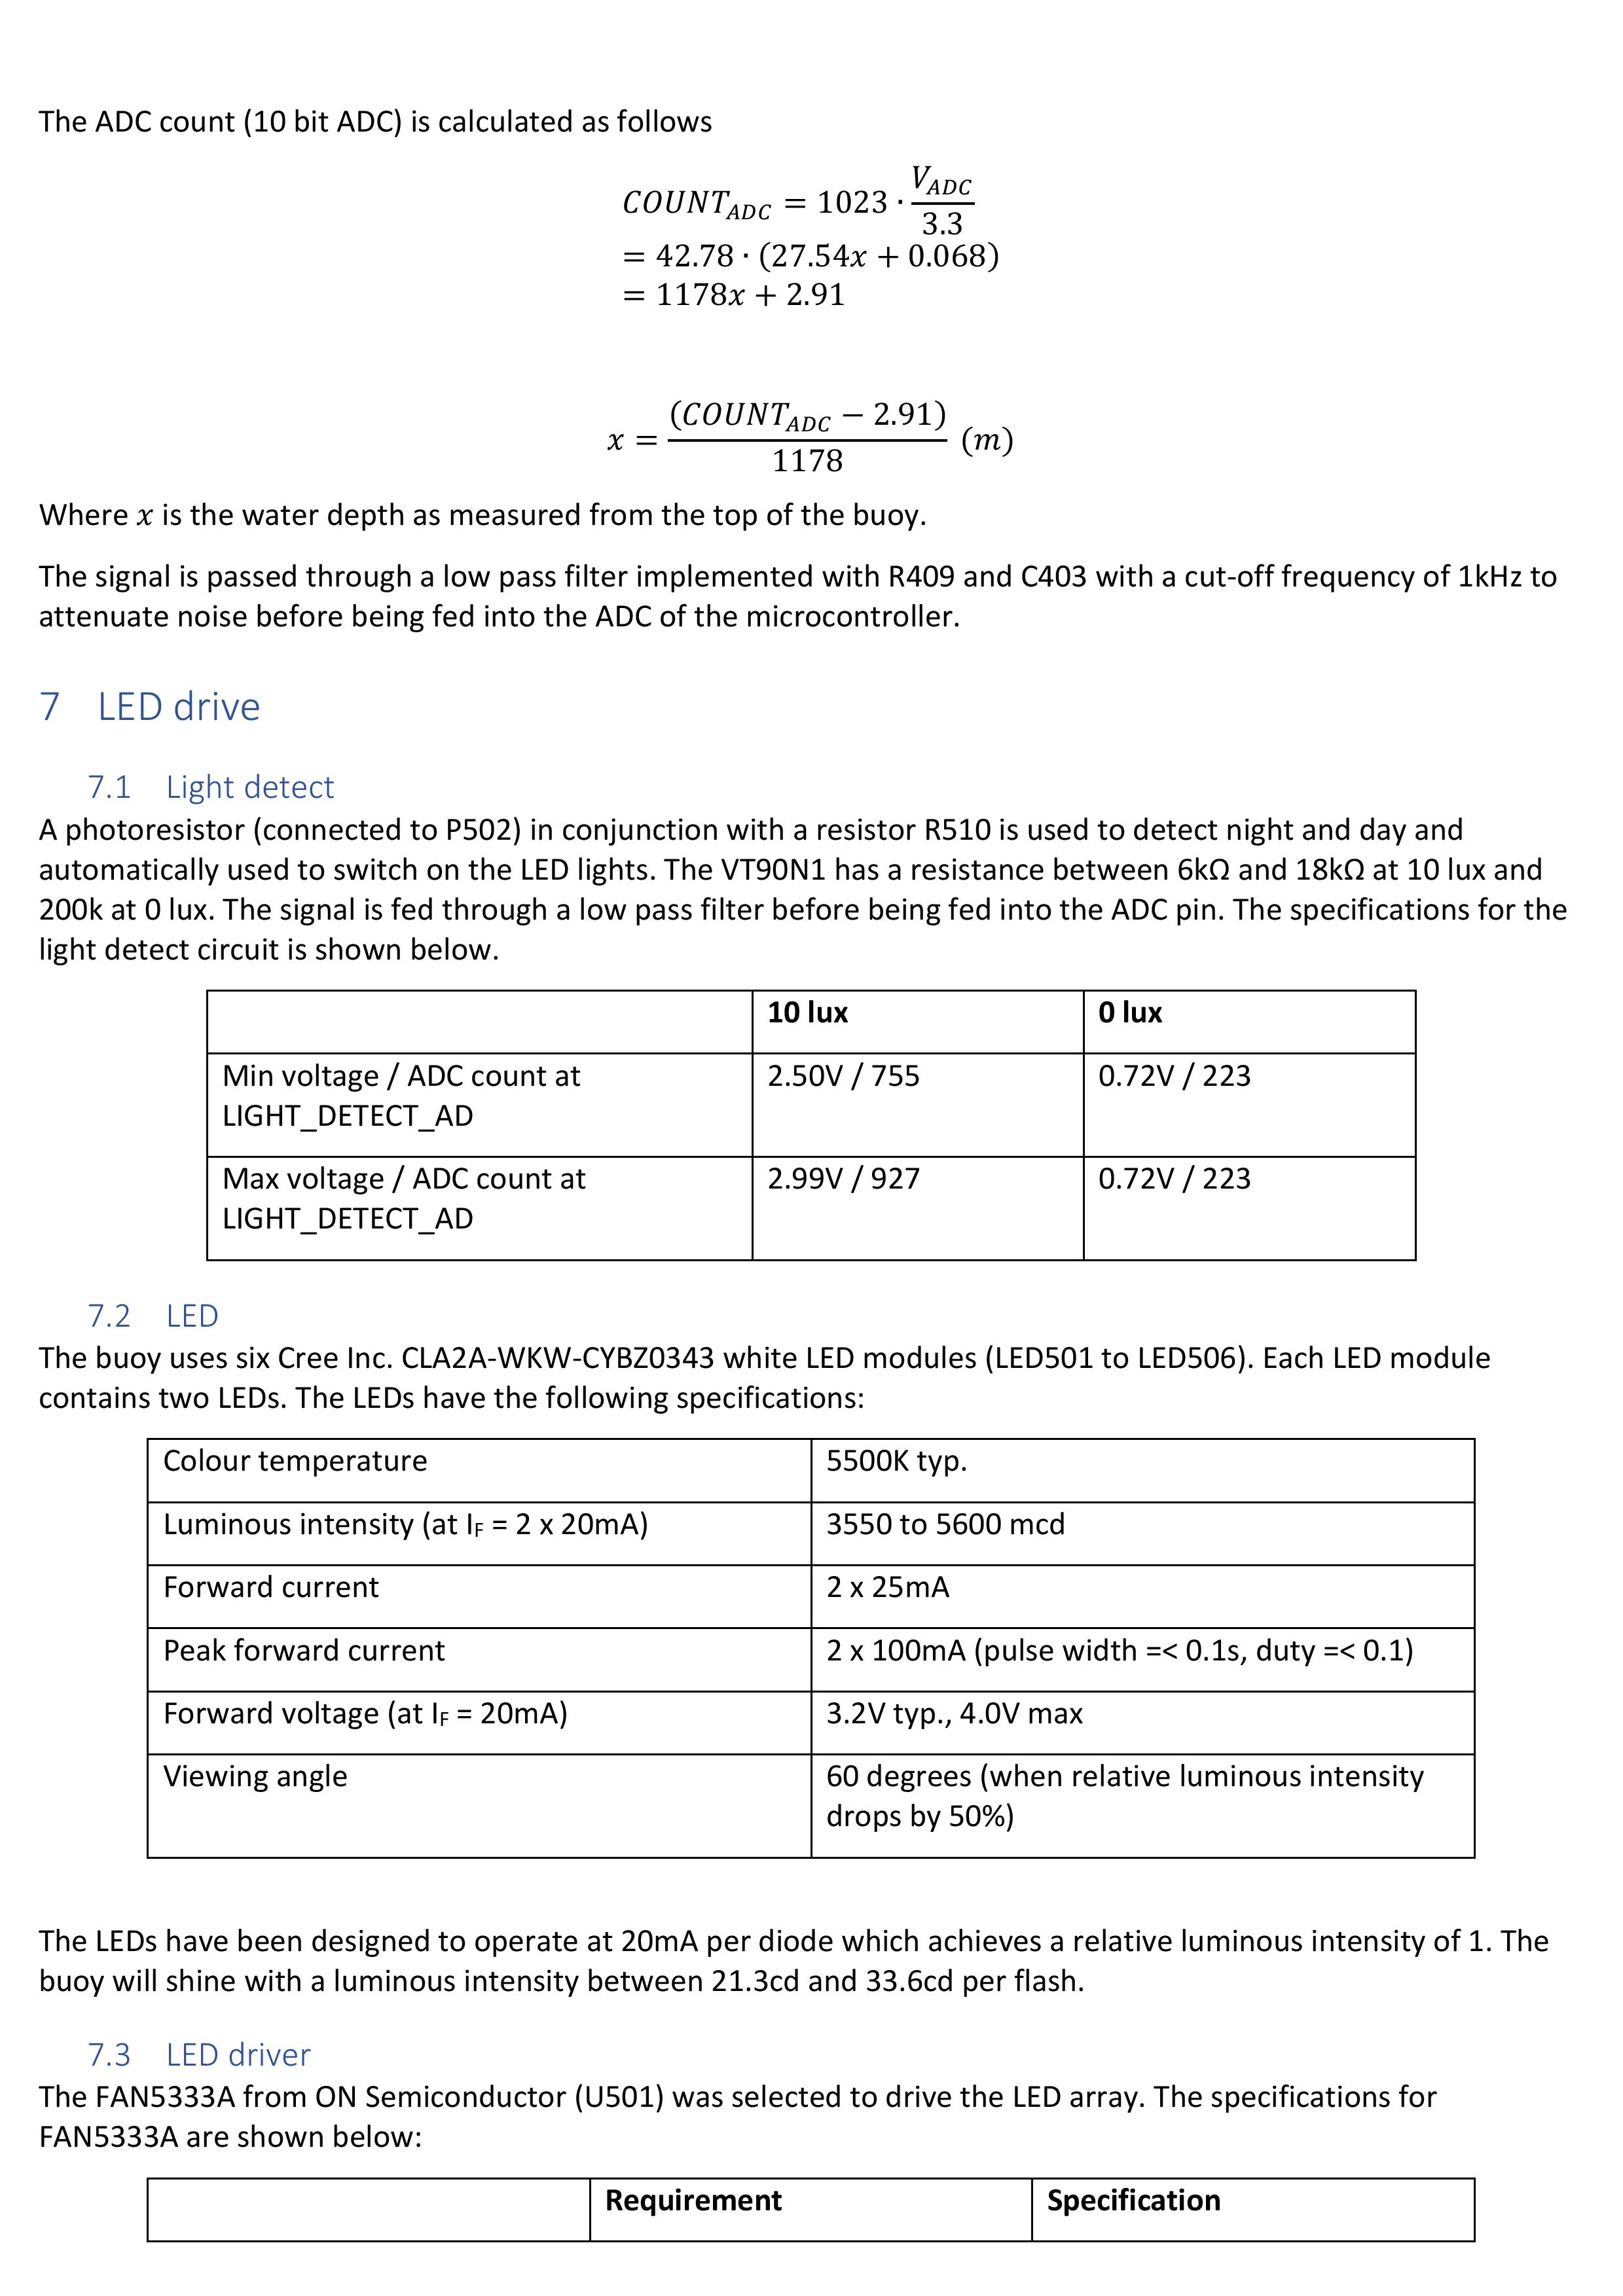 The ADC count (10 bit ADC) is calculated as follows
COUNT_ADC = 1023 · V_ADC / 3.3
= 42.78 · (27.54x + 0.068)
= 1178x + 2.91
x = (COUNT_ADC − 2.91) / 1178 (m)
Where x is the water depth as measured from the top of the buoy.
The signal is passed through a low pass filter implemented with R409 and C403 with a cut-off frequency of 1kHz to
attenuate noise before being fed into the ADC of the microcontroller.
7 LED drive
7.1 Light detect
A photoresistor (connected to P502) in conjunction with a resistor R510 is used to detect night and day and
automatically used to switch on the LED lights. The VT90N1 has a resistance between 6kΩ and 18kΩ at 10 lux and
200k at 0 lux. The signal is fed through a low pass filter before being fed into the ADC pin. The specifications for the
light detect circuit is shown below.
10 lux 0 lux
Min voltage / ADC count at 2.50V / 755 0.72V / 223
LIGHT_DETECT_AD
Max voltage / ADC count at 2.99V / 927 0.72V / 223
LIGHT_DETECT_AD
7.2 LED
The buoy uses six Cree Inc. CLA2A-WKW-CYBZ0343 white LED modules (LED501 to LED506). Each LED module
contains two LEDs. The LEDs have the following specifications:
Colour temperature 5500K typ.
Luminous intensity (at IF = 2 x 20mA) 3550 to 5600 mcd
Forward current 2 x 25mA
Peak forward current 2 x 100mA (pulse width =< 0.1s, duty =< 0.1)
Forward voltage (at IF = 20mA) 3.2V typ., 4.0V max
Viewing angle 60 degrees (when relative luminous intensity
drops by 50%)
The LEDs have been designed to operate at 20mA per diode which achieves a relative luminous intensity of 1. The
buoy will shine with a luminous intensity between 21.3cd and 33.6cd per flash.
7.3 LED driver
The FAN5333A from ON Semiconductor (U501) was selected to drive the LED array. The specifications for
FAN5333A are shown below:
Requirement Specification